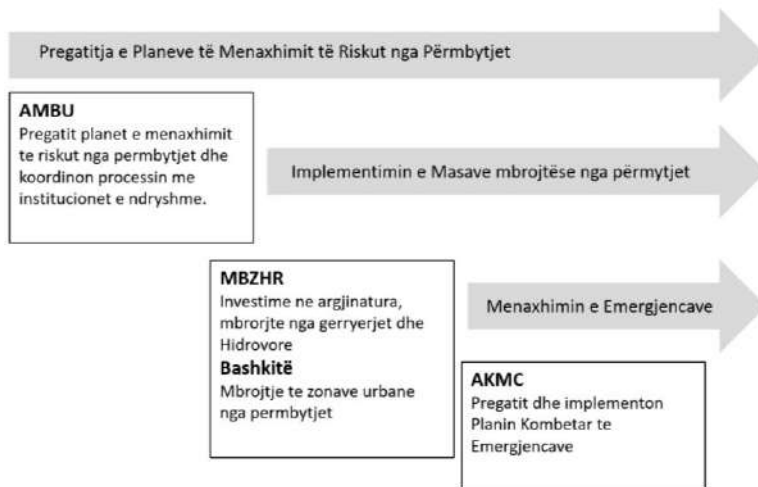 Pregatitja e Planeve të Menaxhimit të Riskut nga Përmbytjet
AMBU
Pregatit planet e menaxhimit
te riskut nga permbytjet dhe
koordinon processin me
institucionet e ndryshme.
Implementimin e Masave mbrojtëse nga përmytjet
MBZHR
Investime ne argjinatura,
mbrorjte nga gerryerjet dhe
Hidrovore
Bashkitë
Mbrojtje te zonave urbane
nga permbytjet
Menaxhimin e Emergjencave
AKMC
Pregatit dhe implementon
Planin Kombetar te
Emergjencave